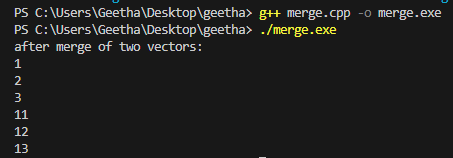 PS C:\Users\Geetha\Desktop\geetha> g++ merge.cpp -o merge.exe
PS C:\Users\Geetha\Desktop\geetha> ./merge.exe
after merge of two vectors:
1
2
3
11
12
13